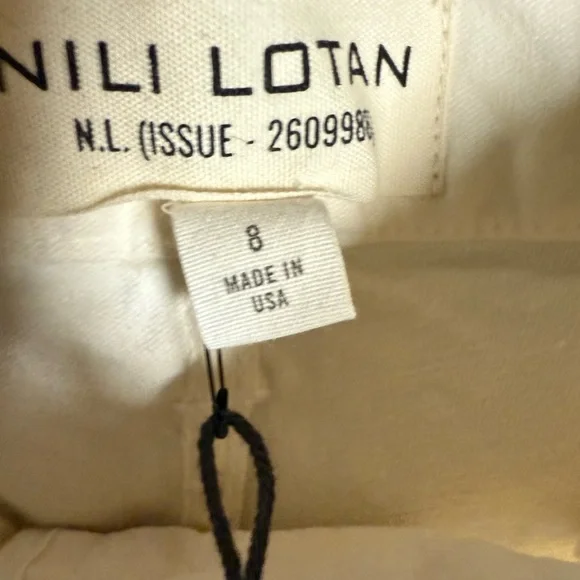 NILI LOTAN
N.L. (ISSUE - 260998
8
MADE IN
USA